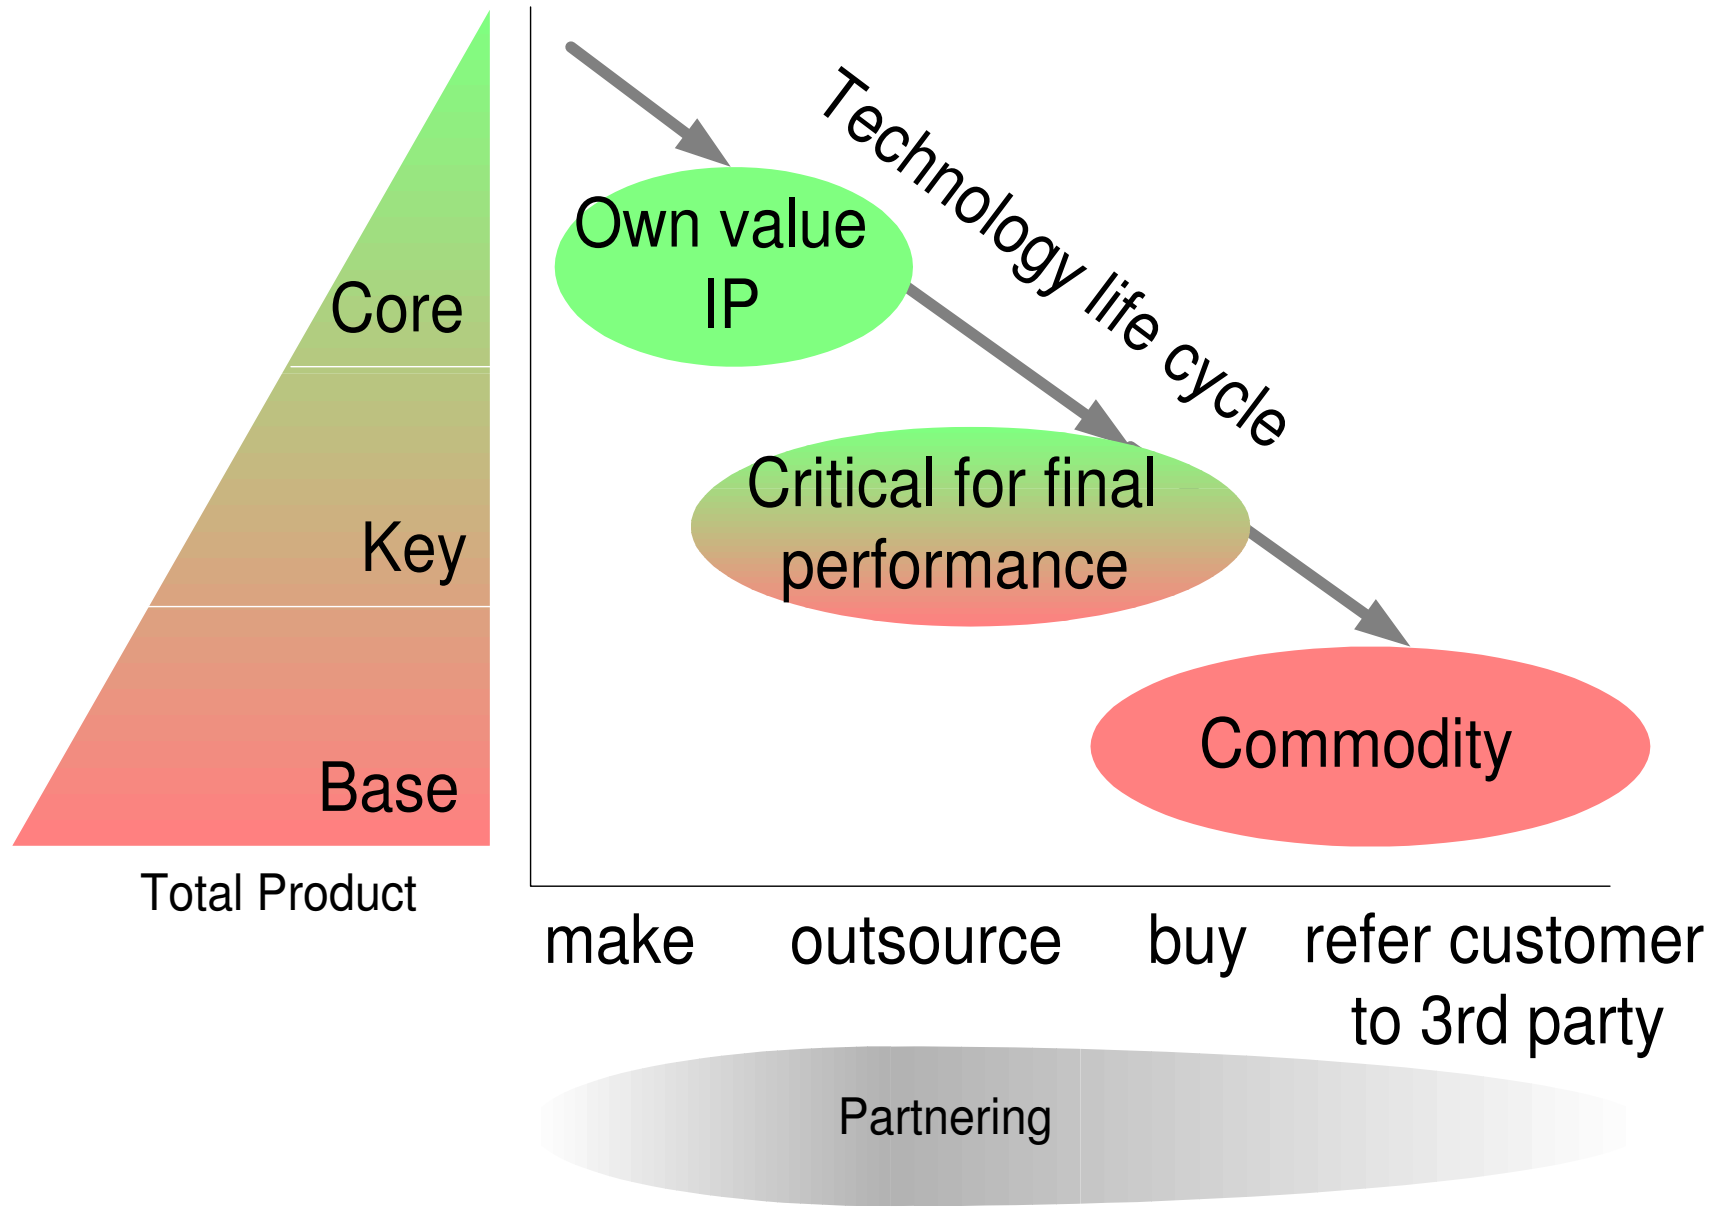 Core
Key
Base
Total Product
Technology life cycle
Own value
IP
Critical for final
performance
Commodity
make
outsource
buy
refer customer
to 3rd party
Partnering